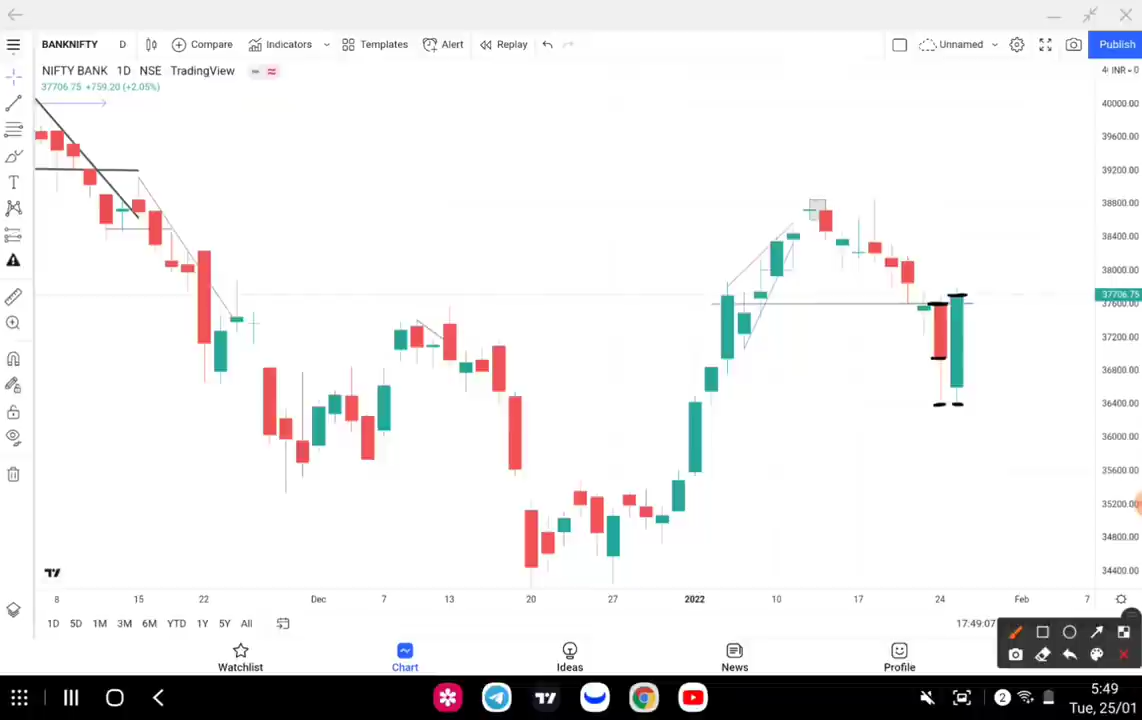 BANKNIFTY D Compare Indicators Templates Alert Replay Unnamed Publish
NIFTY BANK 1D NSE TradingView
INR
37706.75 +759.20 (+2.05%)
40000.00
39600.00
39200.00
38800.00
38400.00
38000.00
37706.75
37600.00
37200.00
36800.00
36400.00
36000.00
35600.00
35200.00
34800.00
34400.00
8 15 22 Dec 7 13 20 27 2022 10 17 24 Feb 7
1D 5D 1M 3M 6M YTD 1Y 5Y All 17:49:07
Watchlist Chart Ideas News Profile
2 5:49
Tue, 25/01